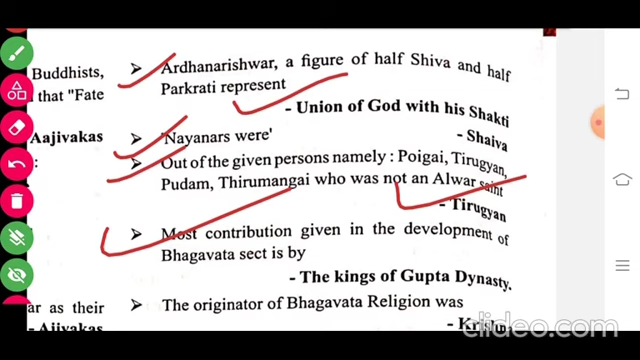 Buddhists,
l that "Fate
Aajivakas
:
ar as their
- Ajivakas
➢ Ardhanarishwar, a figure of half Shiva and half
Parkrati represent
- Union of God with his Shakti
➢ 'Nayanars were'
- Shaiva
➢ Out of the given persons namely : Poigai, Tirugyan,
Pudam, Thirumangai who was not an Alwar saint
- Tirugyan
➢ Most contribution given in the development of
Bhagavata sect is by
- The kings of Gupta Dynasty.
➢ The originator of Bhagavata Religion was
- Krishna
clideo.com